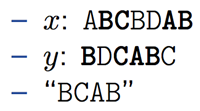 – x: ABCBDAB
– y: BDCABC
– “BCAB”